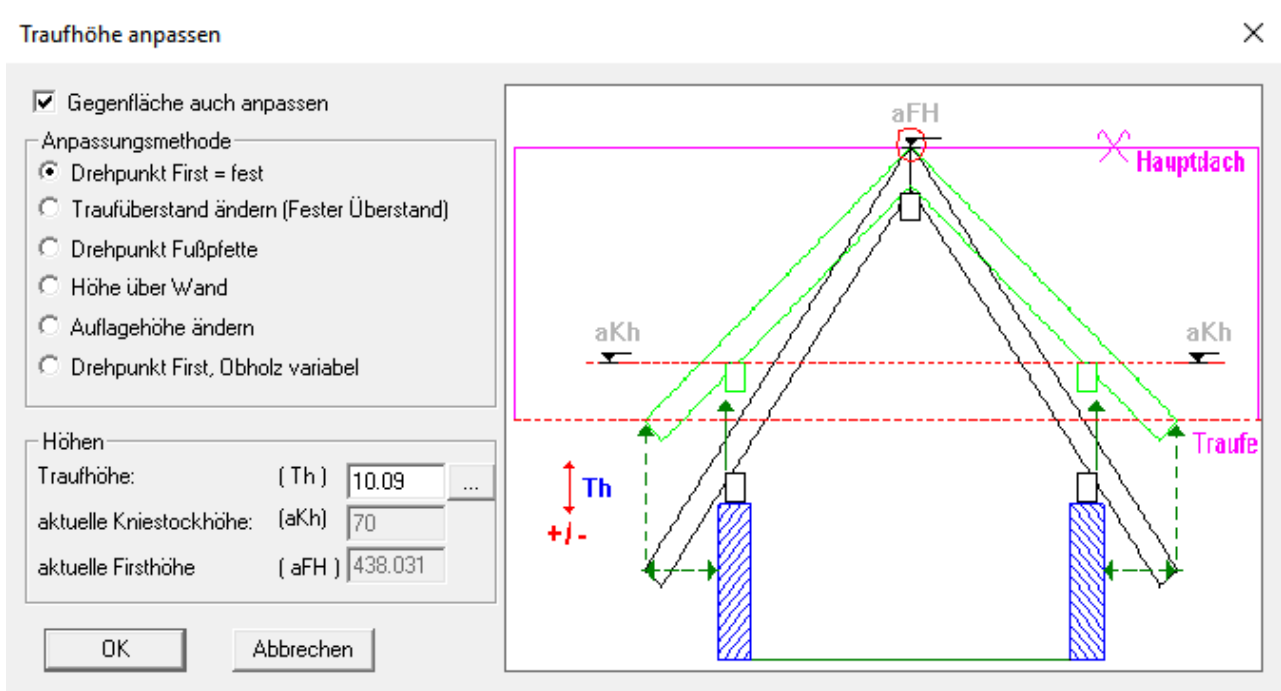 Traufhöhe anpassen
Gegenfläche auch anpassen
Anpassungsmethode
Drehpunkt First = fest
Traufüberstand ändern (Fester Überstand)
Drehpunkt Fußpfette
Höhe über Wand
Auflagehöhe ändern
Drehpunkt First, Obholz variabel
Höhen
Traufhöhe: ( Th ) 10.09 ...
aktuelle Kniestockhöhe: (aKh) 70
aktuelle Firsthöhe ( aFH ) 438.031
OK Abbrechen
aFH
Hauptdach
aKh aKh
Traufe
Th
+/-